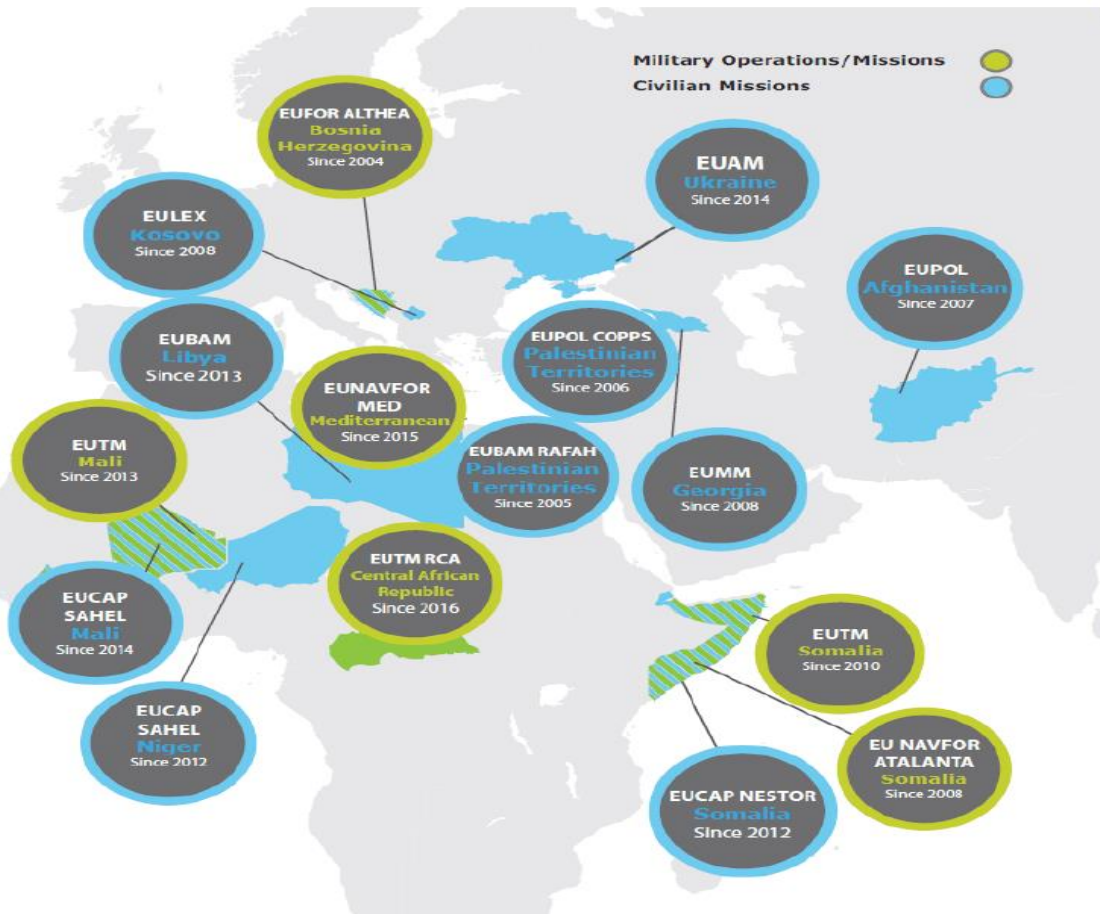 Military Operations/Missions
Civilian Missions
EUFOR ALTHEA
Bosnia
Herzegovina
Since 2004
EUAM
Ukraine
Since 2014
EULEX
Kosovo
Since 2008
EUPOL
Afghanistan
Since 2007
EUBAM
Libya
Since 2013
EUPOL COPPS
Palestinian
Territories
Since 2006
EUNAVFOR
MED
Mediterranean
Since 2015
EUTM
Mali
Since 2013
EUBAM RAFAH
Palestinian
Territories
Since 2005
EUMM
Georgia
Since 2008
EUTM RCA
Central African
Republic
Since 2016
EUCAP
SAHEL
Mali
Since 2014
EUTM
Somalia
Since 2010
EUCAP
SAHEL
Niger
Since 2012
EU NAVFOR
ATALANTA
Somalia
Since 2008
EUCAP NESTOR
Somalia
Since 2012